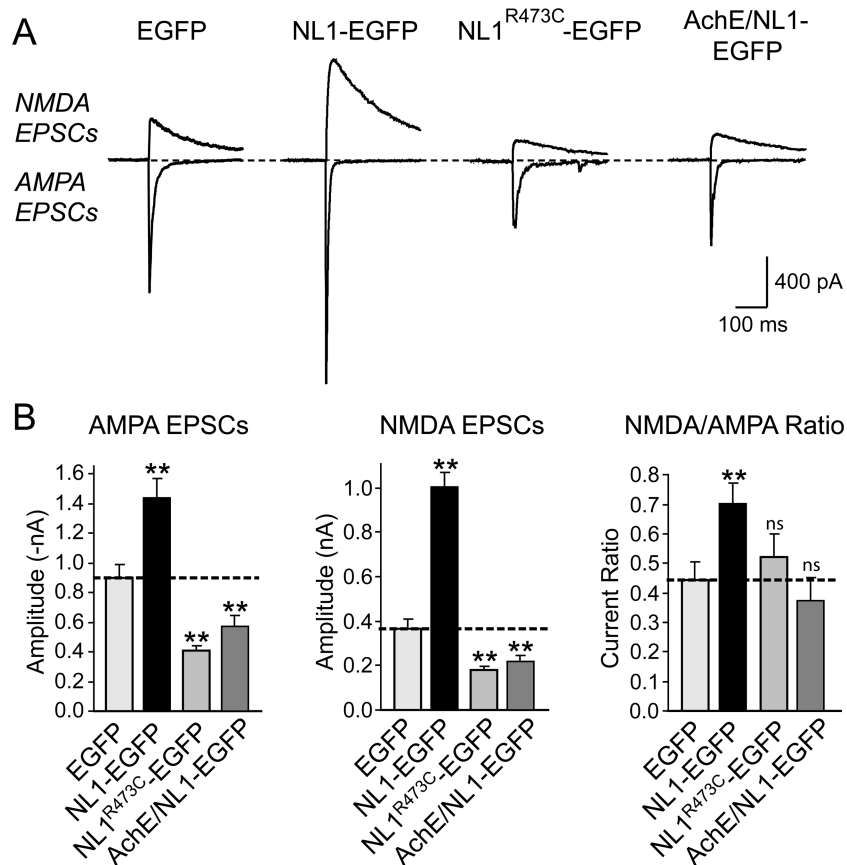 A
EGFP
NL1-EGFP
NL1R473C-EGFP
AchE/NL1-
EGFP
NMDA
EPSCs
AMPA
EPSCs
400 pA
100 ms
B
AMPA EPSCs
Amplitude (-nA)
1.6
1.4
1.2
1.0
0.8
0.6
0.4
0.2
0.0
**
**
**
EGFP
NL1-EGFP
NL1R473C-EGFP
AchE/NL1-EGFP
NMDA EPSCs
Amplitude (nA)
1.0
0.8
0.6
0.4
0.2
0.0
**
**
**
EGFP
NL1-EGFP
NL1R473C-EGFP
AchE/NL1-EGFP
NMDA/AMPA Ratio
Current Ratio
0.8
0.7
0.6
0.5
0.4
0.3
0.2
0.1
0.0
**
ns
ns
EGFP
NL1-EGFP
NL1R473C-EGFP
AchE/NL1-EGFP